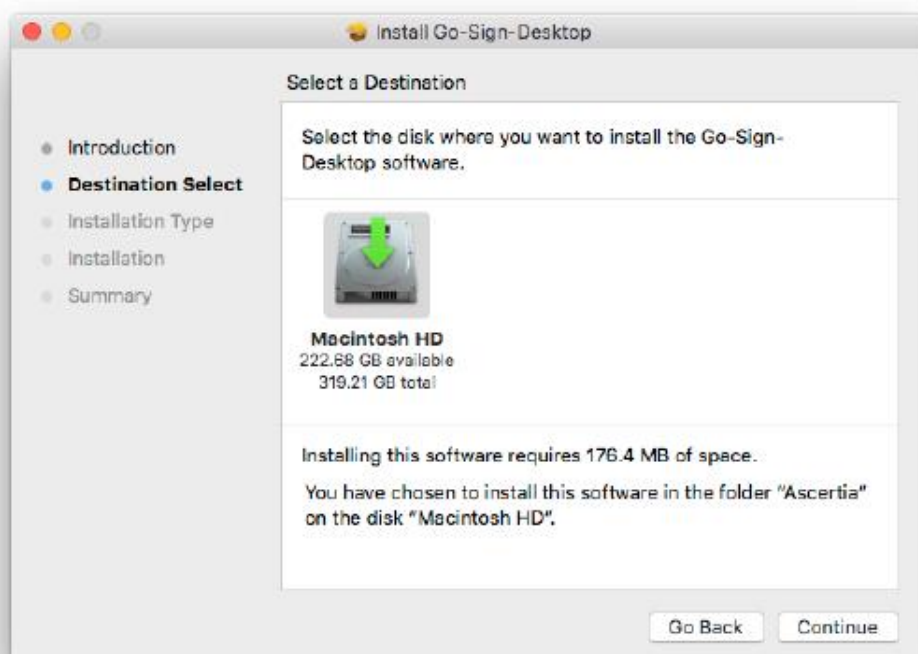 Install Go-Sign-Desktop
Select a Destination
Introduction
Destination Select
Installation Type
Installation
Summary
Select the disk where you want to install the Go-Sign-
Desktop software.
Macintosh HD
222.68 GB available
319.21 GB total
Installing this software requires 176.4 MB of space.
You have chosen to install this software in the folder “Ascertia”
on the disk “Macintosh HD”.
Go Back
Continue